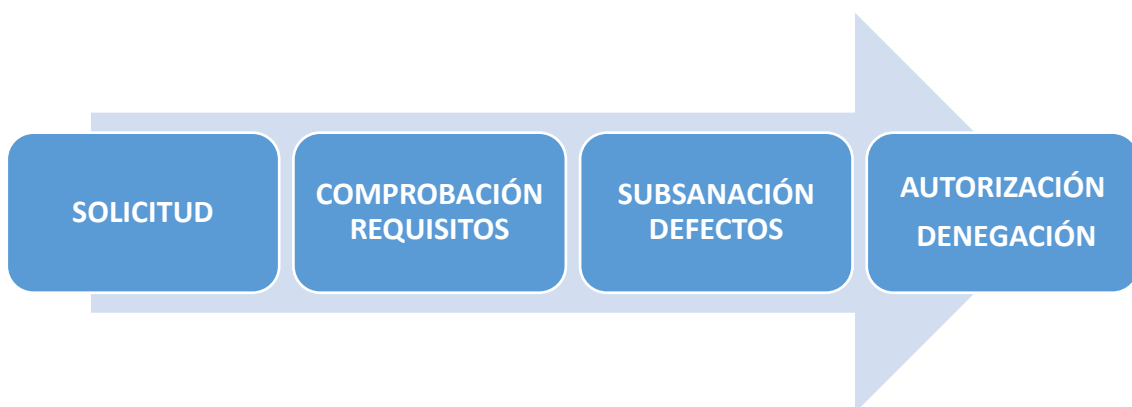 SOLICITUD
COMPROBACIÓN
REQUISITOS
SUBSANACIÓN
DEFECTOS
AUTORIZACIÓN
DENEGACIÓN